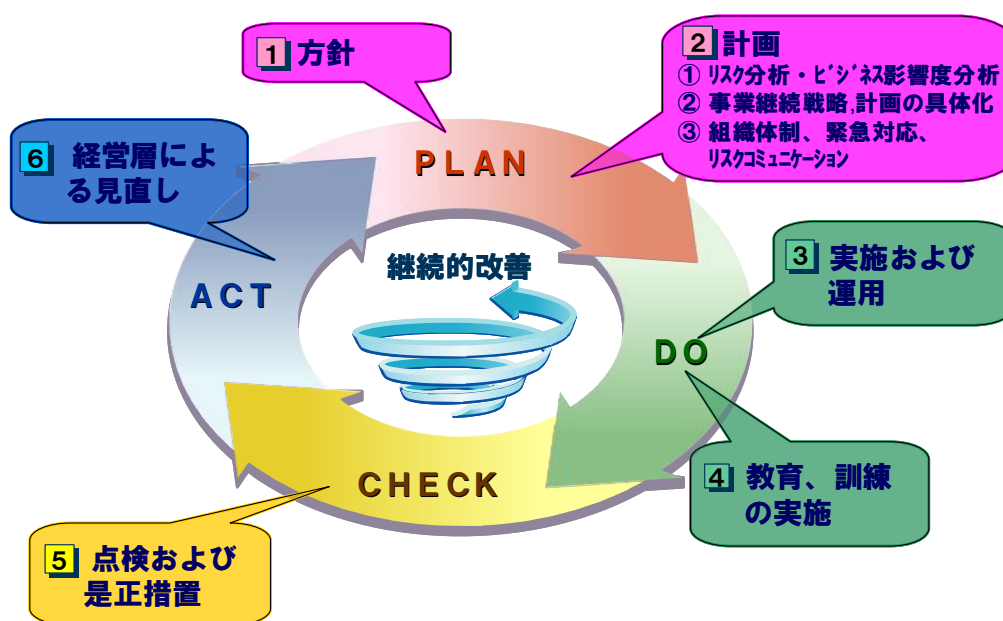 1 方針
2 計画
① ﾘｽｸ分析・ﾋﾞｼﾞﾈｽ影響度分析
② 事業継続戦略,計画の具体化
③ 組織体制、緊急対応、
ﾘｽｸｺﾐｭﾆｹｰｼｮﾝ
6 経営層によ
る見直し
PLAN
継続的改善
3 実施および
運用
ACT
DO
4 教育、訓練
の実施
CHECK
5 点検および
是正措置